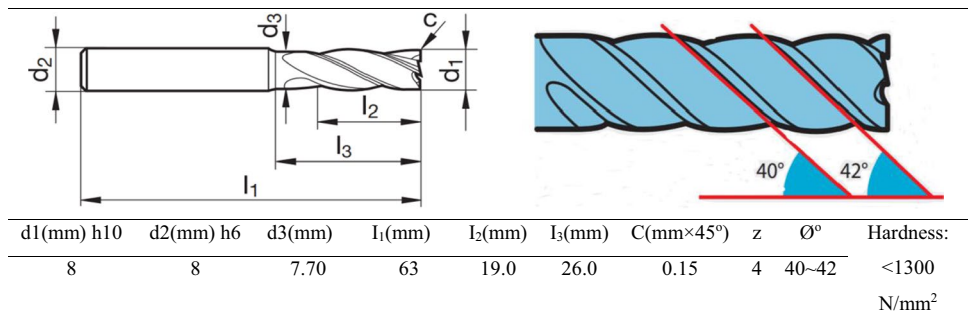 d₃
c
d₂
d₁
l₂
l₃
l₁
40° 42°
d1(mm) h10 d2(mm) h6 d3(mm) I₁(mm) I₂(mm) I₃(mm) C(mm×45º) z Øº Hardness:
8 8 7.70 63 19.0 26.0 0.15 4 40~42 <1300
N/mm²